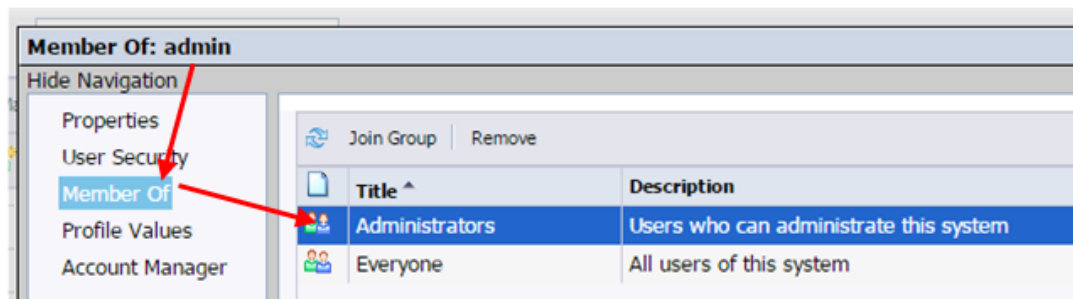 Member Of: admin
Hide Navigation
Properties
User Security
Member Of
Profile Values
Account Manager
Join Group Remove
Title Description
Administrators Users who can administrate this system
Everyone All users of this system